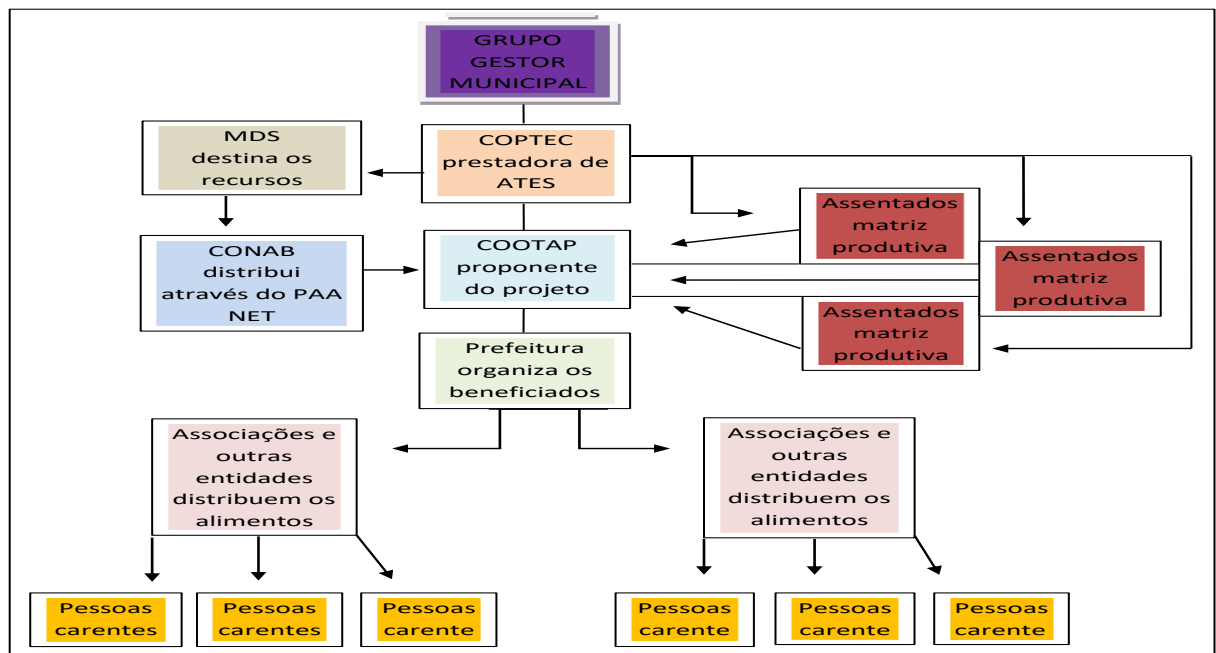 GRUPO
GESTOR
MUNICIPAL
MDS
destina os
recursos
COPTEC
prestadora de
ATES
Assentados
matriz
produtiva
CONAB
distribui
através do PAA
NET
COOTAP
proponente
do projeto
Assentados
matriz
produtiva
Assentados
matriz
produtiva
Prefeitura
organiza os
beneficiados
Associações e
outras
entidades
distribuem os
alimentos
Associações e
outras
entidades
distribuem os
alimentos
Pessoas
carentes
Pessoas
carentes
Pessoas
carente
Pessoas
carente
Pessoas
carente
Pessoas
carente